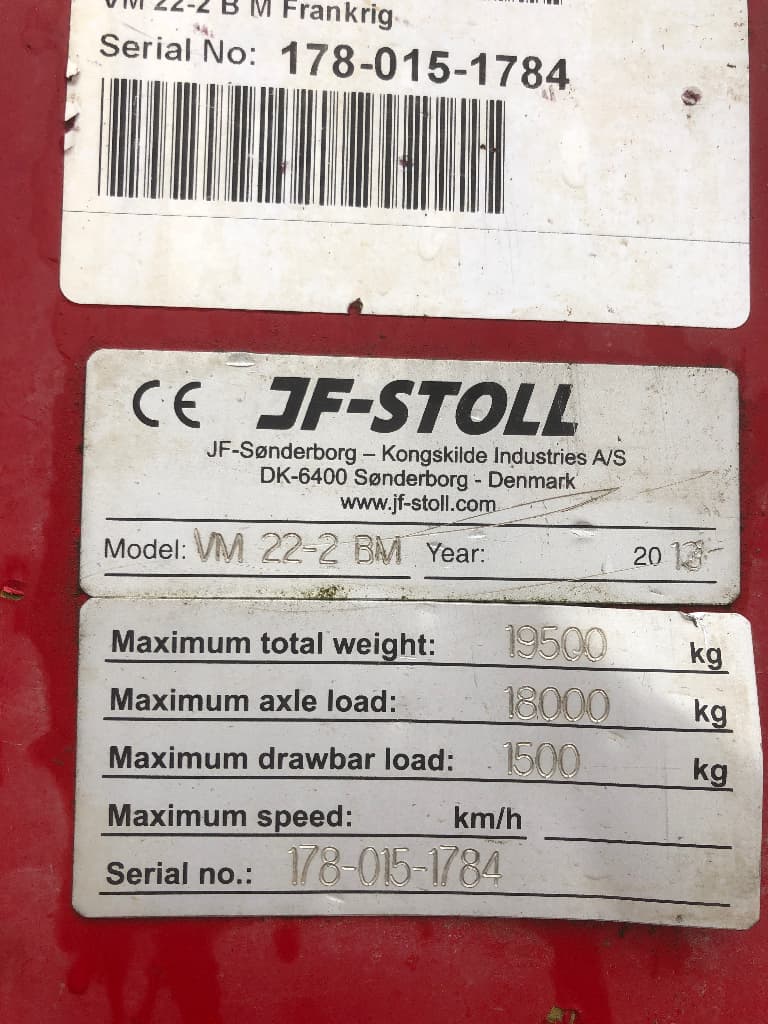 VM 22-2 B M Frankrig
Serial No: 178-015-1784
CE JF-STOLL
JF-Sønderborg – Kongskilde Industries A/S
DK-6400 Sønderborg - Denmark
www.jf-stoll.com
Model: VM 22-2 BM Year: 2013
Maximum total weight: 19500 kg
Maximum axle load: 18000 kg
Maximum drawbar load: 1500 kg
Maximum speed: km/h
Serial no.: 178-015-1784